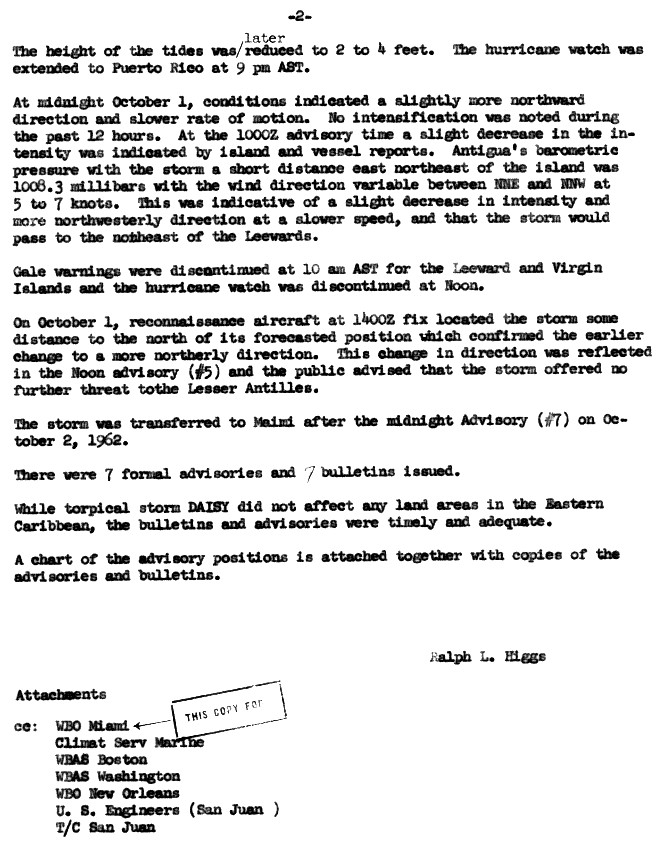 -2-
later
The height of the tides was/reduced to 2 to 4 feet. The hurricane watch was
extended to Puerto Rico at 9 pm AST.
At midnight October 1, conditions indicated a slightly more northward
direction and slower rate of motion. No intensification was noted during
the past 12 hours. At the 1000Z advisory time a slight decrease in the in-
tensity was indicated by island and vessel reports. Antigua's barometric
pressure with the storm a short distance east northeast of the island was
1008.3 millibars with the wind direction variable between NNE and NNW at
5 to 7 knots. This was indicative of a slight decrease in intensity and
more northwesterly direction at a slower speed, and that the storm would
pass to the notheast of the Leewards.
Gale warnings were discontinued at 10 am AST for the Leeward and Virgin
Islands and the hurricane watch was discontinued at Noon.
On October 1, reconnaissance aircraft at 1400Z fix located the storm some
distance to the north of its forecasted position which confirmed the earlier
change to a more northerly direction. This change in direction was reflected
in the Noon advisory (#5) and the public advised that the storm offered no
further threat tothe Lesser Antilles.
The storm was transferred to Maimi after the midnight Advisory (#7) on Oc-
tober 2, 1962.
There were 7 formal advisories and 7 bulletins issued.
While torpical storm DAISY did not affect any land areas in the Eastern
Caribbean, the bulletins and advisories were timely and adequate.
A chart of the advisory positions is attached together with copies of the
advisories and bulletins.
Ralph L. Higgs
Attachments
cc: WBO Miami
THIS COPY FOR
Climat Serv Marine
WBAS Boston
WBAS Washington
WBO New Orleans
U. S. Engineers (San Juan )
T/C San Juan